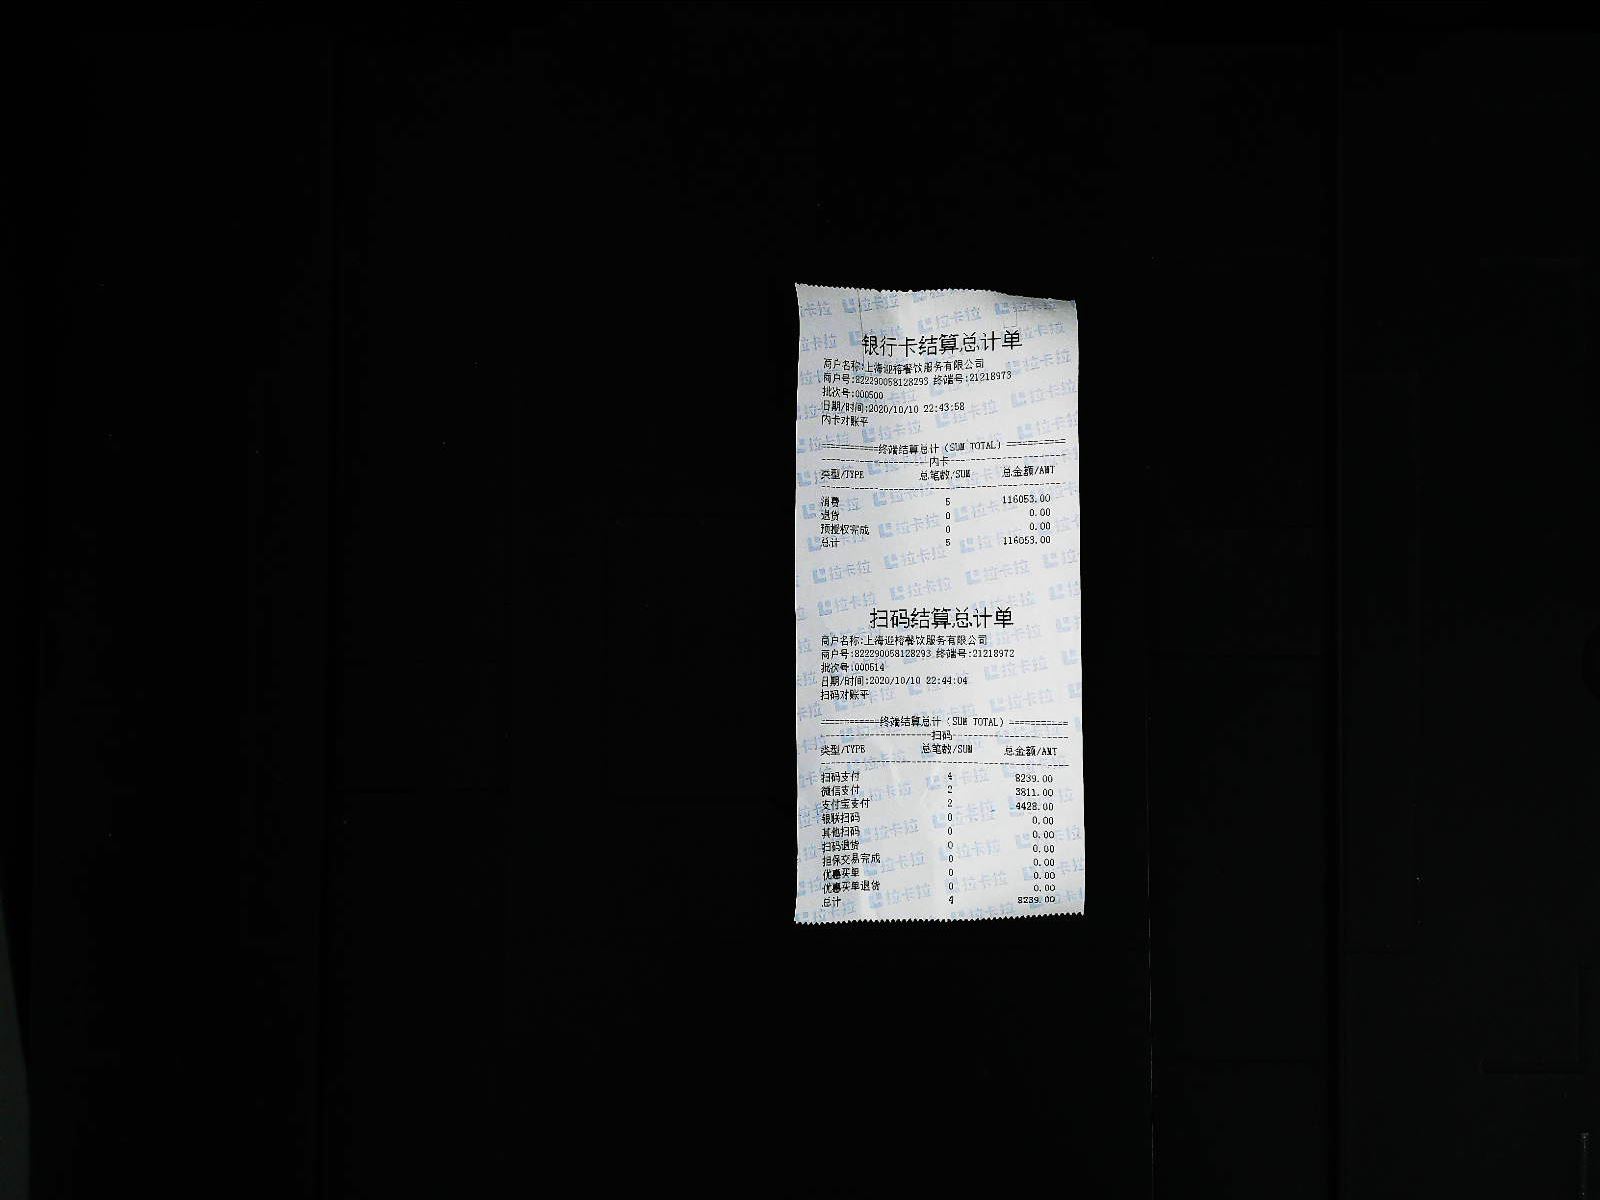 银行卡结算总计单
商户名称:上海迎榕餐饮服务有限公司
商户号:822290058128293 终端号:21218973
批次号:000500
日期/时间:2020/10/10 22:43:58
内卡对账平
===========终端结算总计(SUM TOTAL)===========
内卡
类型/TYPE 总笔数/SUM 总金额/AMT
消费 5 116053.00
退货 0 0.00
预授权完成 0 0.00
总计 5 116053.00
扫码结算总计单
商户名称:上海迎榕餐饮服务有限公司
商户号:822290058128293 终端号:21218972
批次号:000514
日期/时间:2020/10/10 22:44:04
扫码对账平
===========终端结算总计(SUM TOTAL)===========
扫码
类型/TYPE 总笔数/SUM 总金额/AMT
扫码支付 4 8239.00
微信支付 2 3811.00
支付宝支付 2 4428.00
银联扫码 0 0.00
其他扫码 0 0.00
扫码退货 0 0.00
担保交易完成 0 0.00
优惠买单 0 0.00
优惠买单退货 0 0.00
总计 4 8239.00